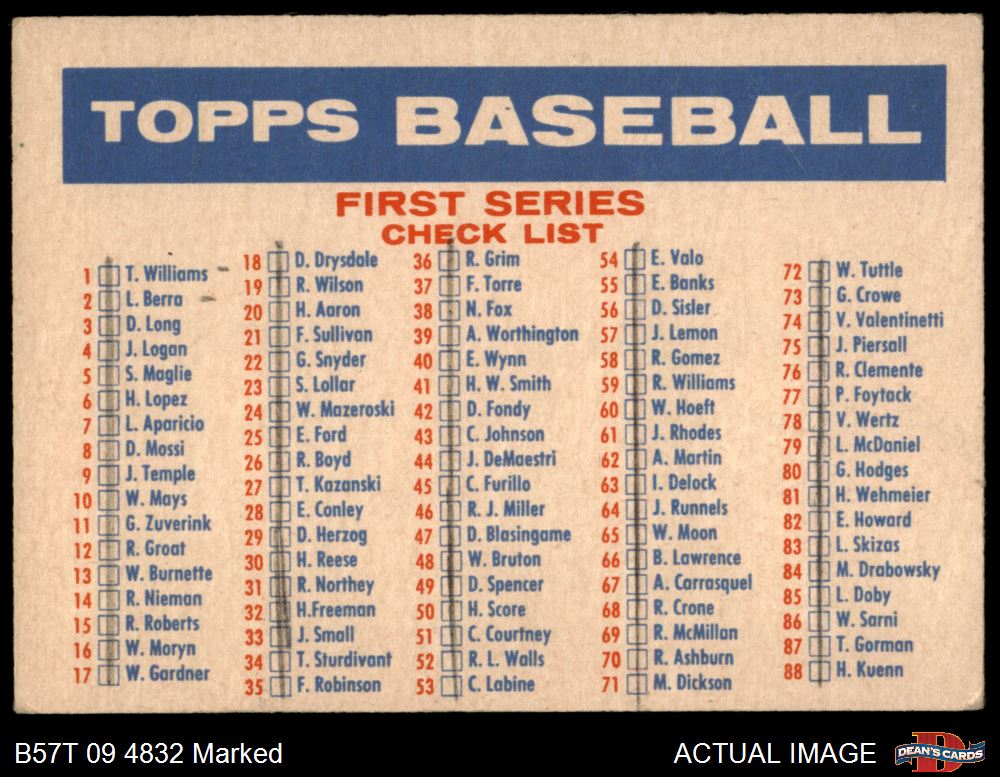 TOPPS BASEBALL
FIRST SERIES
CHECK LIST
1 T. Williams
2 L. Berra
3 D. Long
4 J. Logan
5 S. Maglie
6 H. Lopez
7 L. Aparicio
8 D. Mossi
9 J. Temple
10 W. Mays
11 G. Zuverink
12 R. Groat
13 W. Burnette
14 R. Nieman
15 R. Roberts
16 W. Moryn
17 W. Gardner
18 D. Drysdale
19 R. Wilson
20 H. Aaron
21 F. Sullivan
22 G. Snyder
23 S. Lollar
24 W. Mazeroski
25 E. Ford
26 R. Boyd
27 T. Kazanski
28 E. Conley
29 D. Herzog
30 H. Reese
31 R. Northey
32 H.Freeman
33 J. Small
34 T. Sturdivant
35 F. Robinson
36 R. Grim
37 F. Torre
38 N. Fox
39 A. Worthington
40 E. Wynn
41 H. W. Smith
42 D. Fondy
43 C. Johnson
44 J. DeMaestri
45 C. Furillo
46 R. J. Miller
47 D. Blasingame
48 W. Bruton
49 D. Spencer
50 H. Score
51 C. Courtney
52 R. L. Walls
53 C. Labine
54 E. Valo
55 E. Banks
56 D. Sisler
57 J. Lemon
58 R. Gomez
59 R. Williams
60 W. Hoeft
61 J. Rhodes
62 A. Martin
63 I. Delock
64 J. Runnels
65 W. Moon
66 B. Lawrence
67 A. Carrasquel
68 R. Crone
69 R. McMillan
70 R. Ashburn
71 M. Dickson
72 W. Tuttle
73 G. Crowe
74 V. Valentinetti
75 J. Piersall
76 R. Clemente
77 P. Foytack
78 V. Wertz
79 L. McDaniel
80 G. Hodges
81 H. Wehmeier
82 E. Howard
83 L. Skizas
84 M. Drabowsky
85 L. Doby
86 W. Sarni
87 T. Gorman
88 H. Kuenn
B57T 09 4832 Marked
ACTUAL IMAGE
DEAN'S CARDS